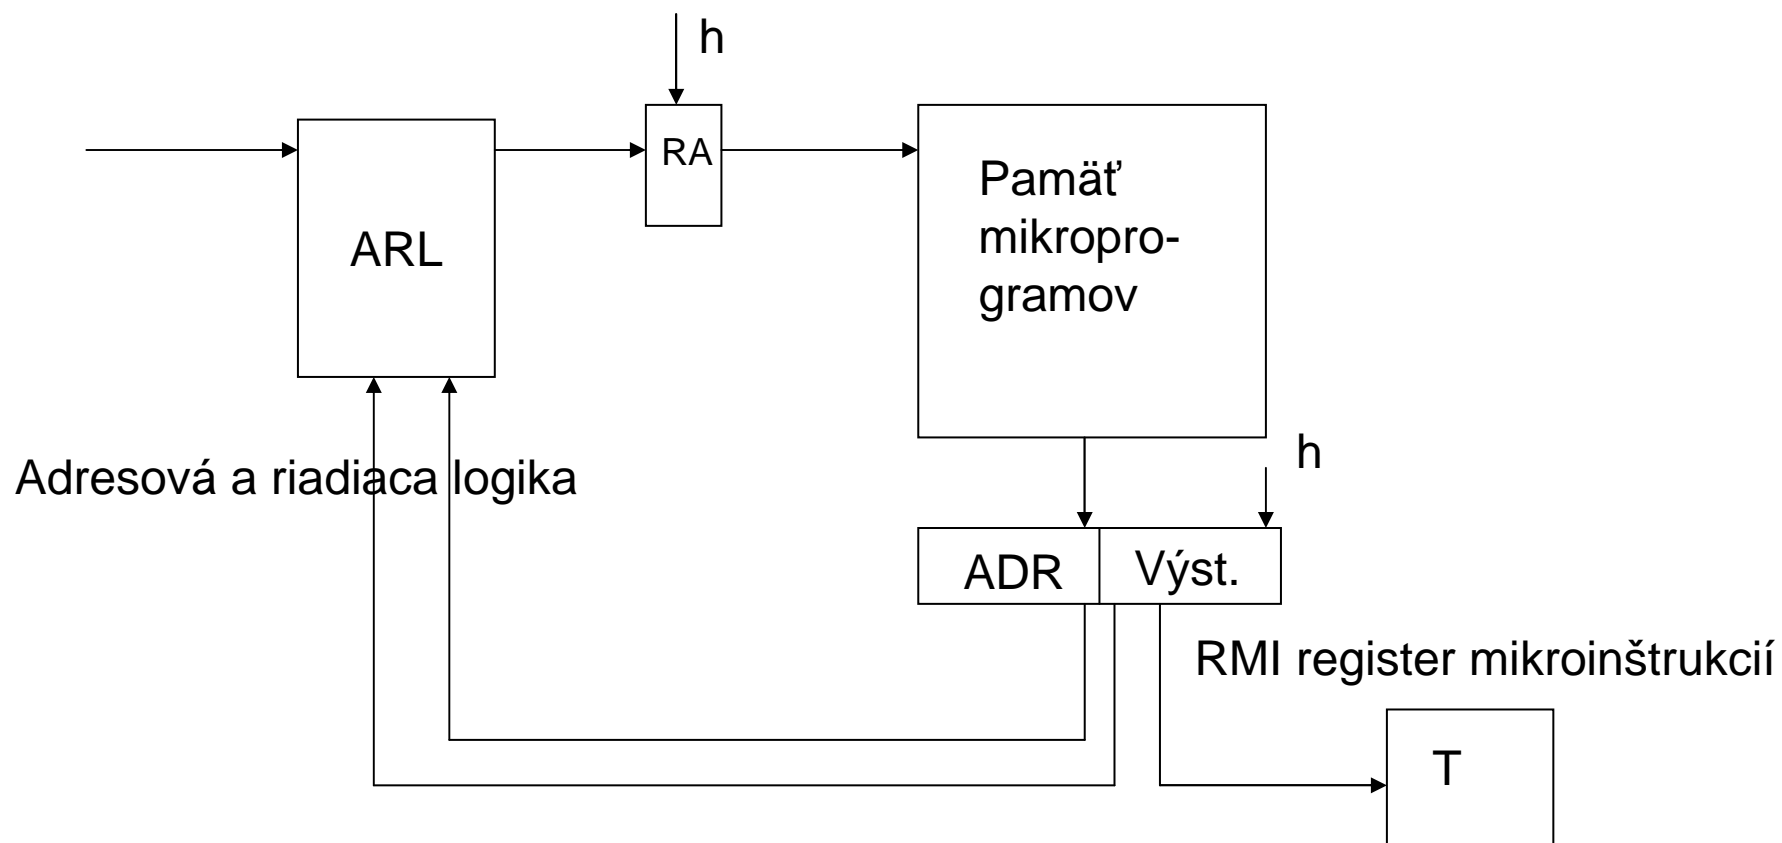 h
RA
ARL
Pamäť
mikropro-
gramov
h
Adresová a riadiaca logika
ADR
Výst.
RMI register mikroinštrukcií
T